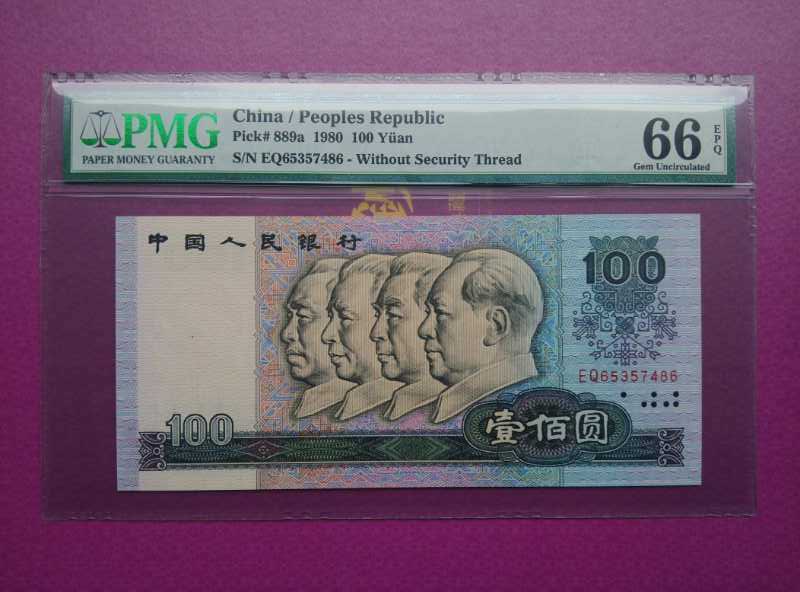 PMG
PAPER MONEY GUARANTY
China / Peoples Republic
Pick# 889a 1980 100 Yüan
S/N EQ65357486 - Without Security Thread
66
EPQ
Gem Uncirculated
中国人民银行
100
EQ65357486
100
壹佰圆